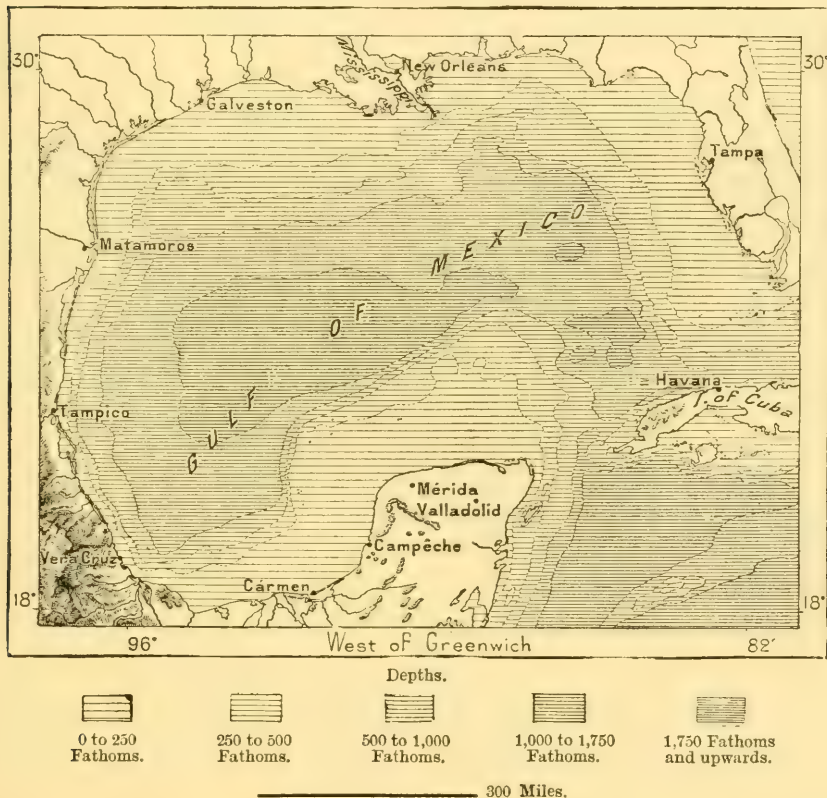 30°
30°
Mississippi
New Orleans
Galveston
Tampa
Matamoros
GULF OF MEXICO
Havana
I. of Cuba
Tampico
Mérida
Valladolid
Campêche
Vera Cruz
Cármen
18°
18°
96°
West of Greenwich
82°
Depths.
0 to 250
Fathoms.
250 to 500
Fathoms.
500 to 1,000
Fathoms.
1,000 to 1,750
Fathoms.
1,750 Fathoms
and upwards.
300 Miles.